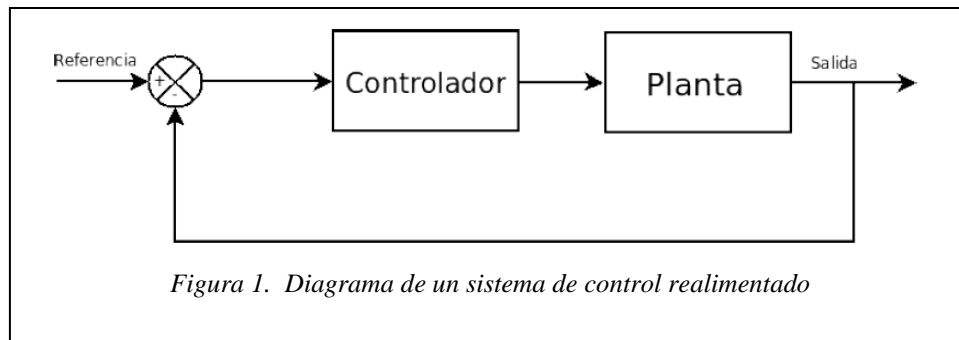 Referencia
+
-
Controlador
Planta
Salida
Figura 1. Diagrama de un sistema de control realimentado